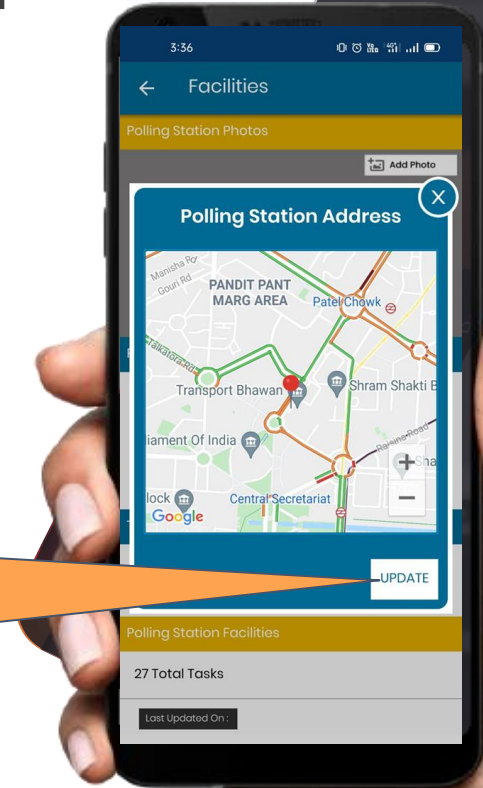 3:36
Facilities
Polling Station Photos
Add Photo
X
Polling Station Address
Manisha Rd
Gouri Rd
PANDIT PANT
MARG AREA
Patel Chowk
Talkatora Rd
Transport Bhawan
Shram Shakti B
iament Of India
Raisina Road
Sha
lock
Central Secretariat
+
−
Google
UPDATE
Polling Station Facilities
27 Total Tasks
Last Updated On :